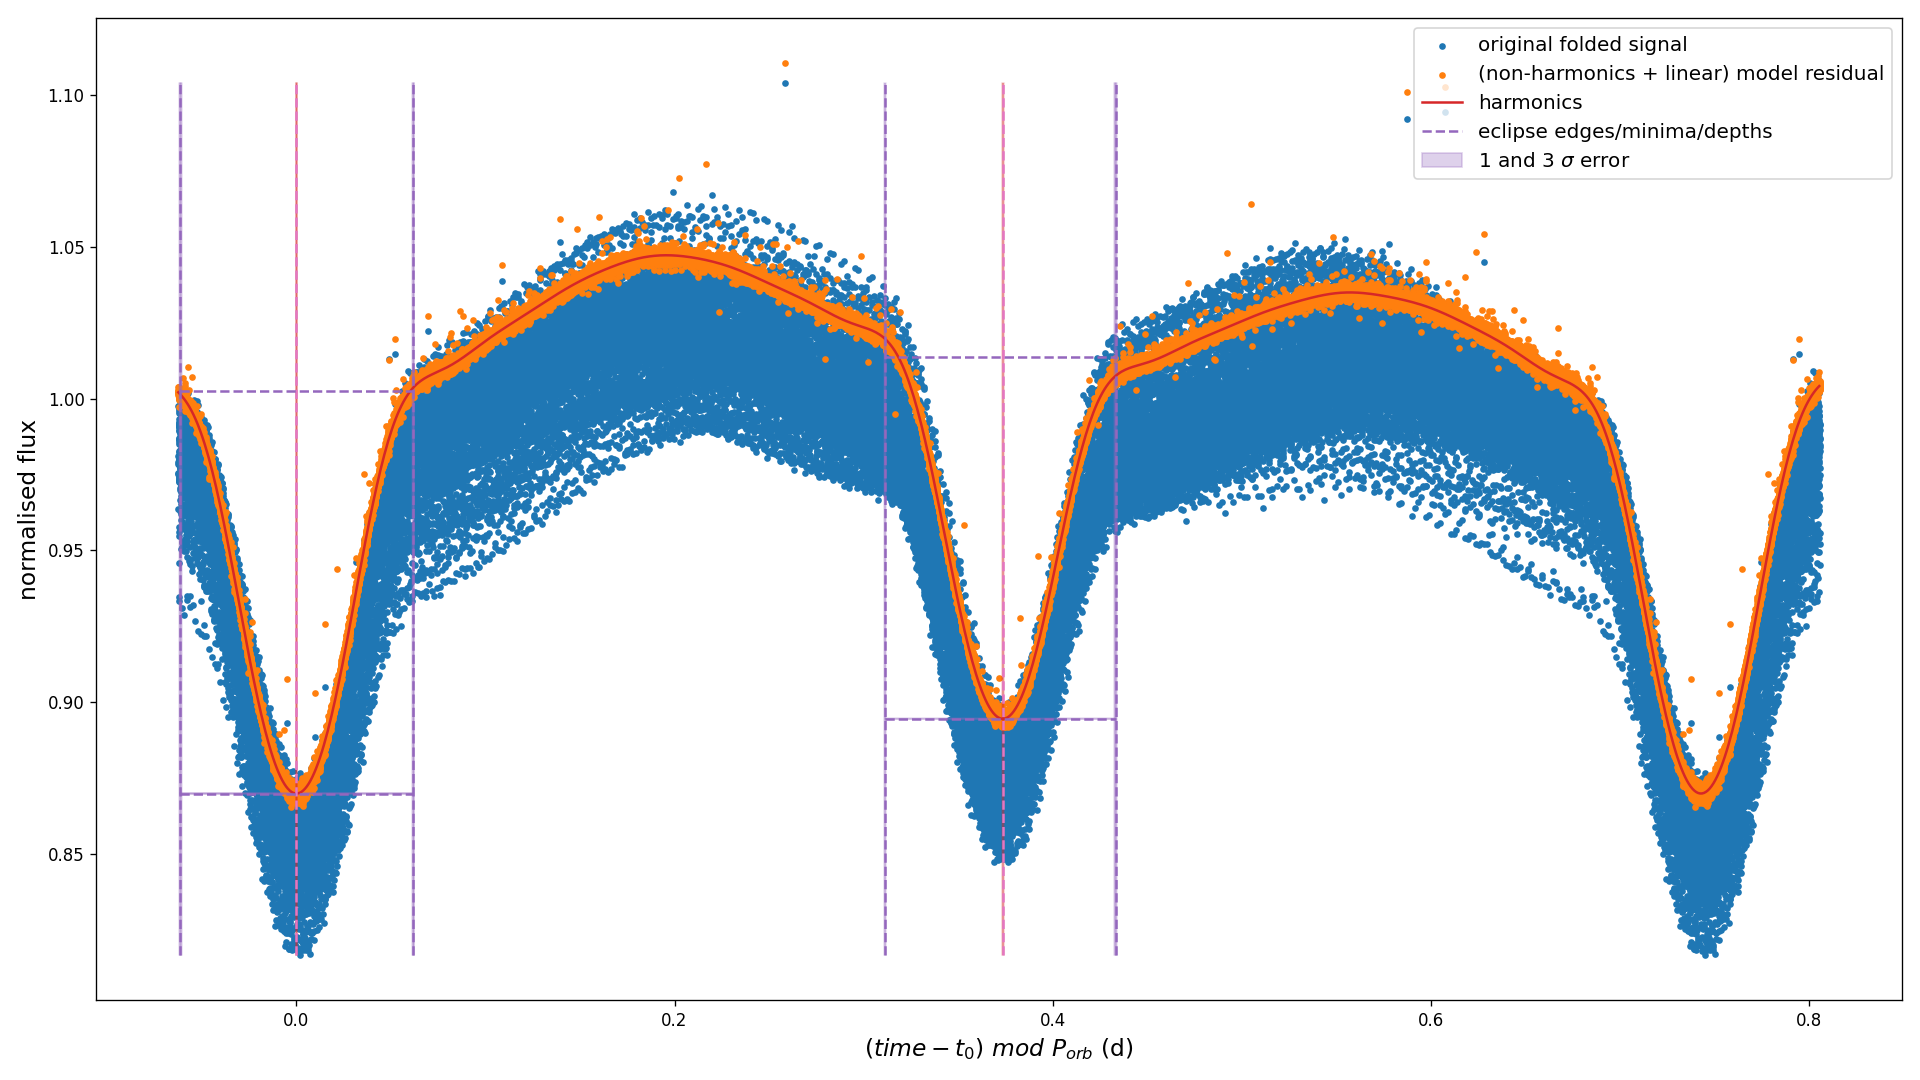 original folded signal
(non-harmonics + linear) model residual
harmonics
eclipse edges/minima/depths
1 and 3 σ error
normalised flux
1.10
1.05
1.00
0.95
0.90
0.85
0.0 0.2 0.4 0.6 0.8
(time − t₀) mod P_orb (d)